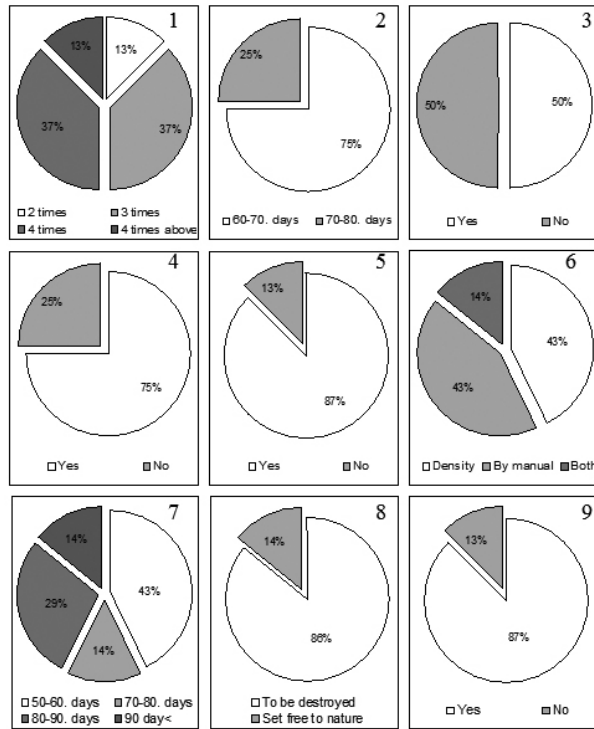 1
13%
13%
37%
37%
2 times
3 times
4 times
4 times above
2
25%
75%
60-70. days
70-80. days
3
50%
50%
Yes
No
4
25%
75%
Yes
No
5
13%
87%
Yes
No
6
14%
43%
43%
Density
By manual
Both
7
14%
43%
29%
14%
50-60. days
70-80. days
80-90. days
90 day<
8
14%
86%
To be destroyed
Set free to nature
9
13%
87%
Yes
No